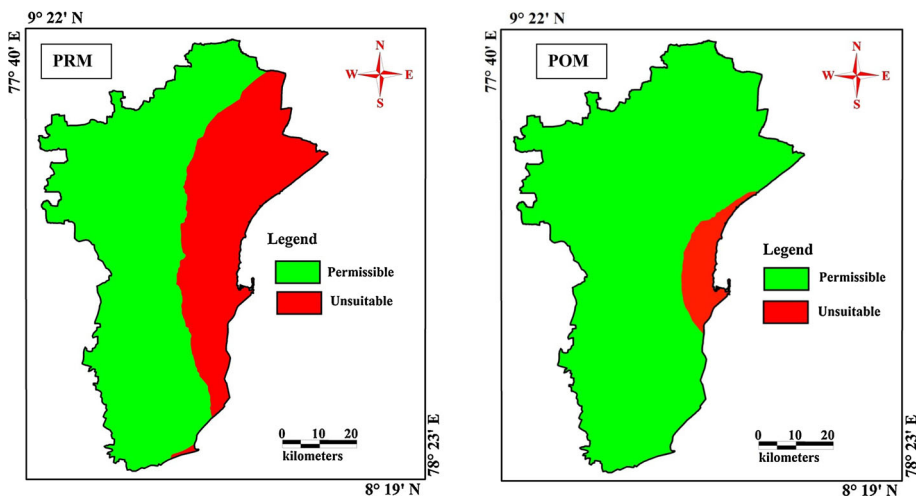 9° 22' N
77° 40' E
PRM
N
W E
S
Legend
Permissible
Unsuitable
0 10 20
kilometers
78° 23' E
8° 19' N
9° 22' N
77° 40' E
POM
N
W E
S
Legend
Permissible
Unsuitable
0 10 20
kilometers
78° 23' E
8° 19' N